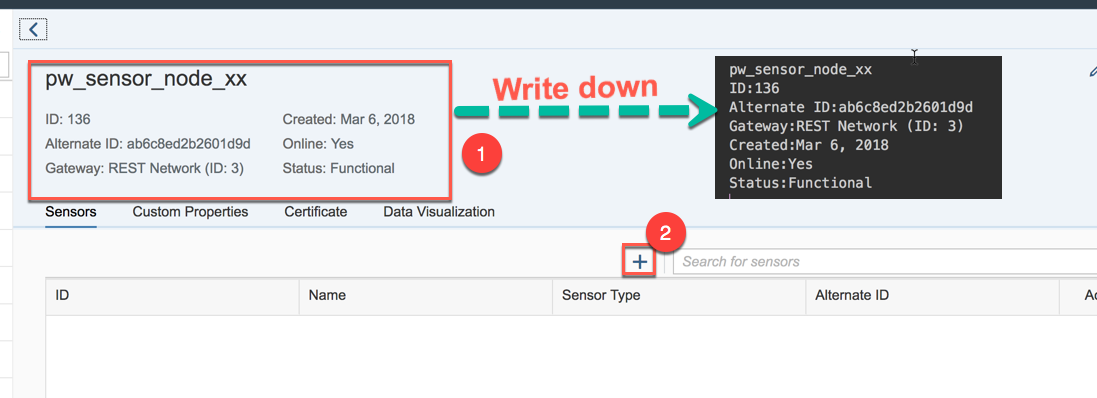 pw_sensor_node_xx
ID: 136
Created: Mar 6, 2018
Alternate ID: ab6c8ed2b2601d9d
Online: Yes
Gateway: REST Network (ID: 3)
Status: Functional
Write down
1
pw_sensor_node_xx
ID:136
Alternate ID:ab6c8ed2b2601d9d
Gateway:REST Network (ID: 3)
Created:Mar 6, 2018
Online:Yes
Status:Functional
Sensors Custom Properties Certificate Data Visualization
2
+ Search for sensors
ID Name Sensor Type Alternate ID